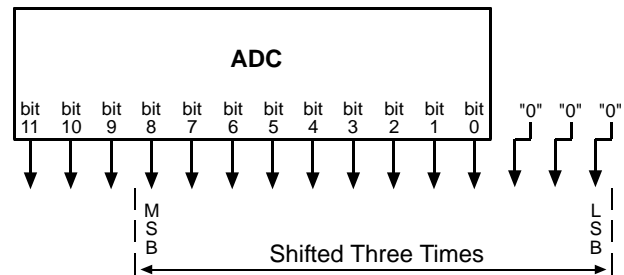 ADC
bit bit bit bit bit bit bit bit bit bit bit bit "0" "0" "0"
11 10 9 8 7 6 5 4 3 2 1 0
MSB LSB
Shifted Three Times